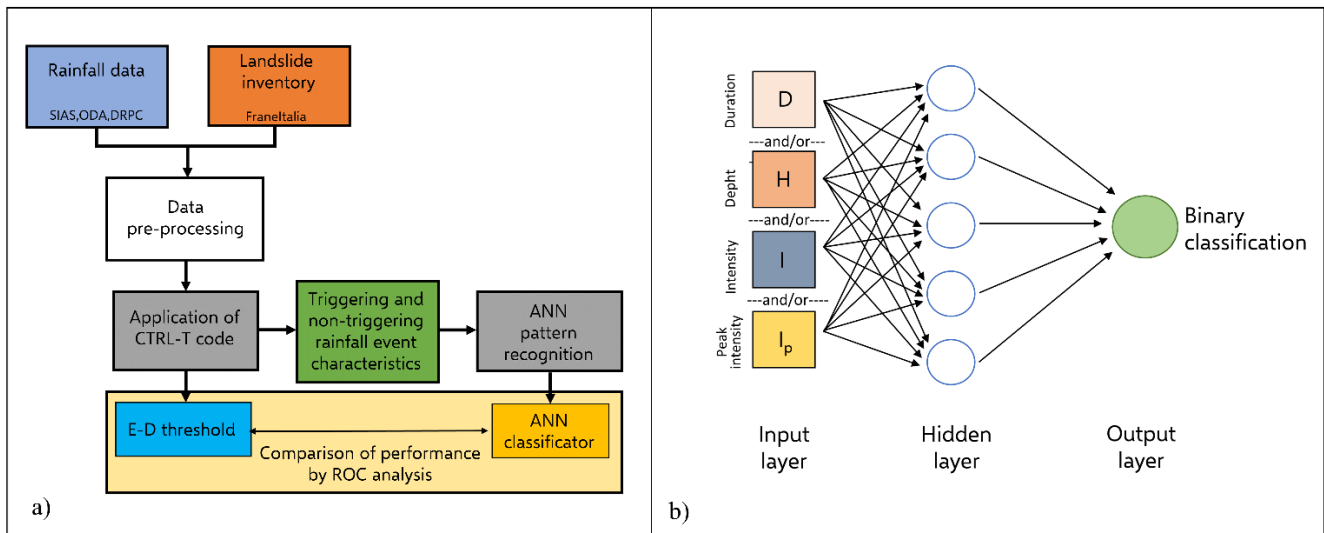 Rainfall data
SIAS,ODA,DRPC
Landslide
inventory
FraneItalia
Data
pre-processing
Application of
CTRL-T code
Triggering and
non-triggering
rainfall event
characteristics
ANN
pattern
recognition
E-D threshold
ANN
classificator
Comparison of performance
by ROC analysis
a)
Duration
D
---and/or----
Depht
H
---and/or----
Intensity
I
---and/or----
Peak
intensity
Ip
Binary
classification
Input
layer
Hidden
layer
Output
layer
b)